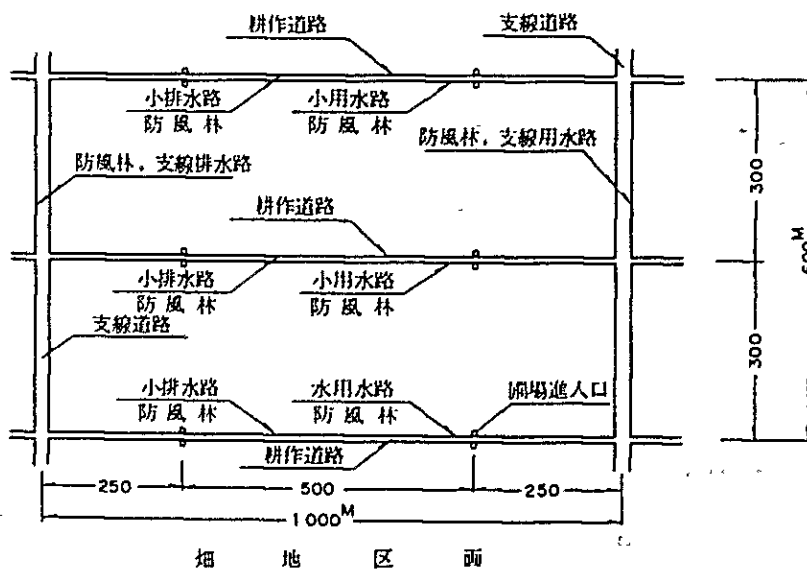 耕作道路
支線道路
小排水路
防風林
小用水路
防風林
防風林，支線排水路
防風林，支線用水路
300
耕作道路
600M
小排水路
防風林
小用水路
防風林
支線道路
300
小排水路
防風林
水用水路
防風林
圃場進入口
耕作道路
250
500
250
1000M
畑地区画